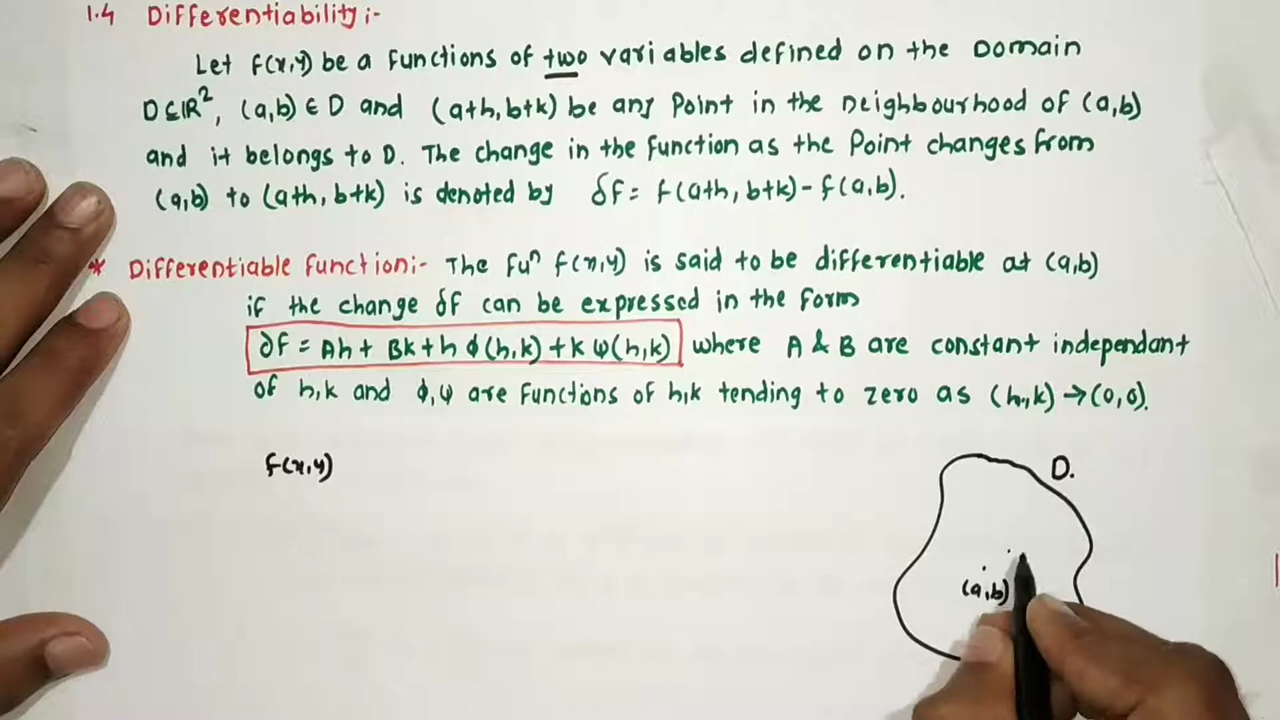 1.4 Differentiability:-
Let f(x,y) be a functions of two variables defined on the Domain
D⊆ℝ², (a,b) ∈ D and (a+h, b+k) be any point in the neighbourhood of (a,b)
and it belongs to D. The change in the function as the point changes from
(a,b) to (a+h, b+k) is denoted by δf = f(a+h, b+k) - f(a,b).
* Differentiable function:- The fuⁿ f(x,y) is said to be differentiable at (a,b)
if the change δf can be expressed in the form
∂f = Ah + Bk + h ϕ(h,k) + k ψ(h,k) where A & B are constant independant
of h,k and ϕ,ψ are functions of h,k tending to zero as (h,k) → (0,0).
f(x,y)
D.
(a,b)